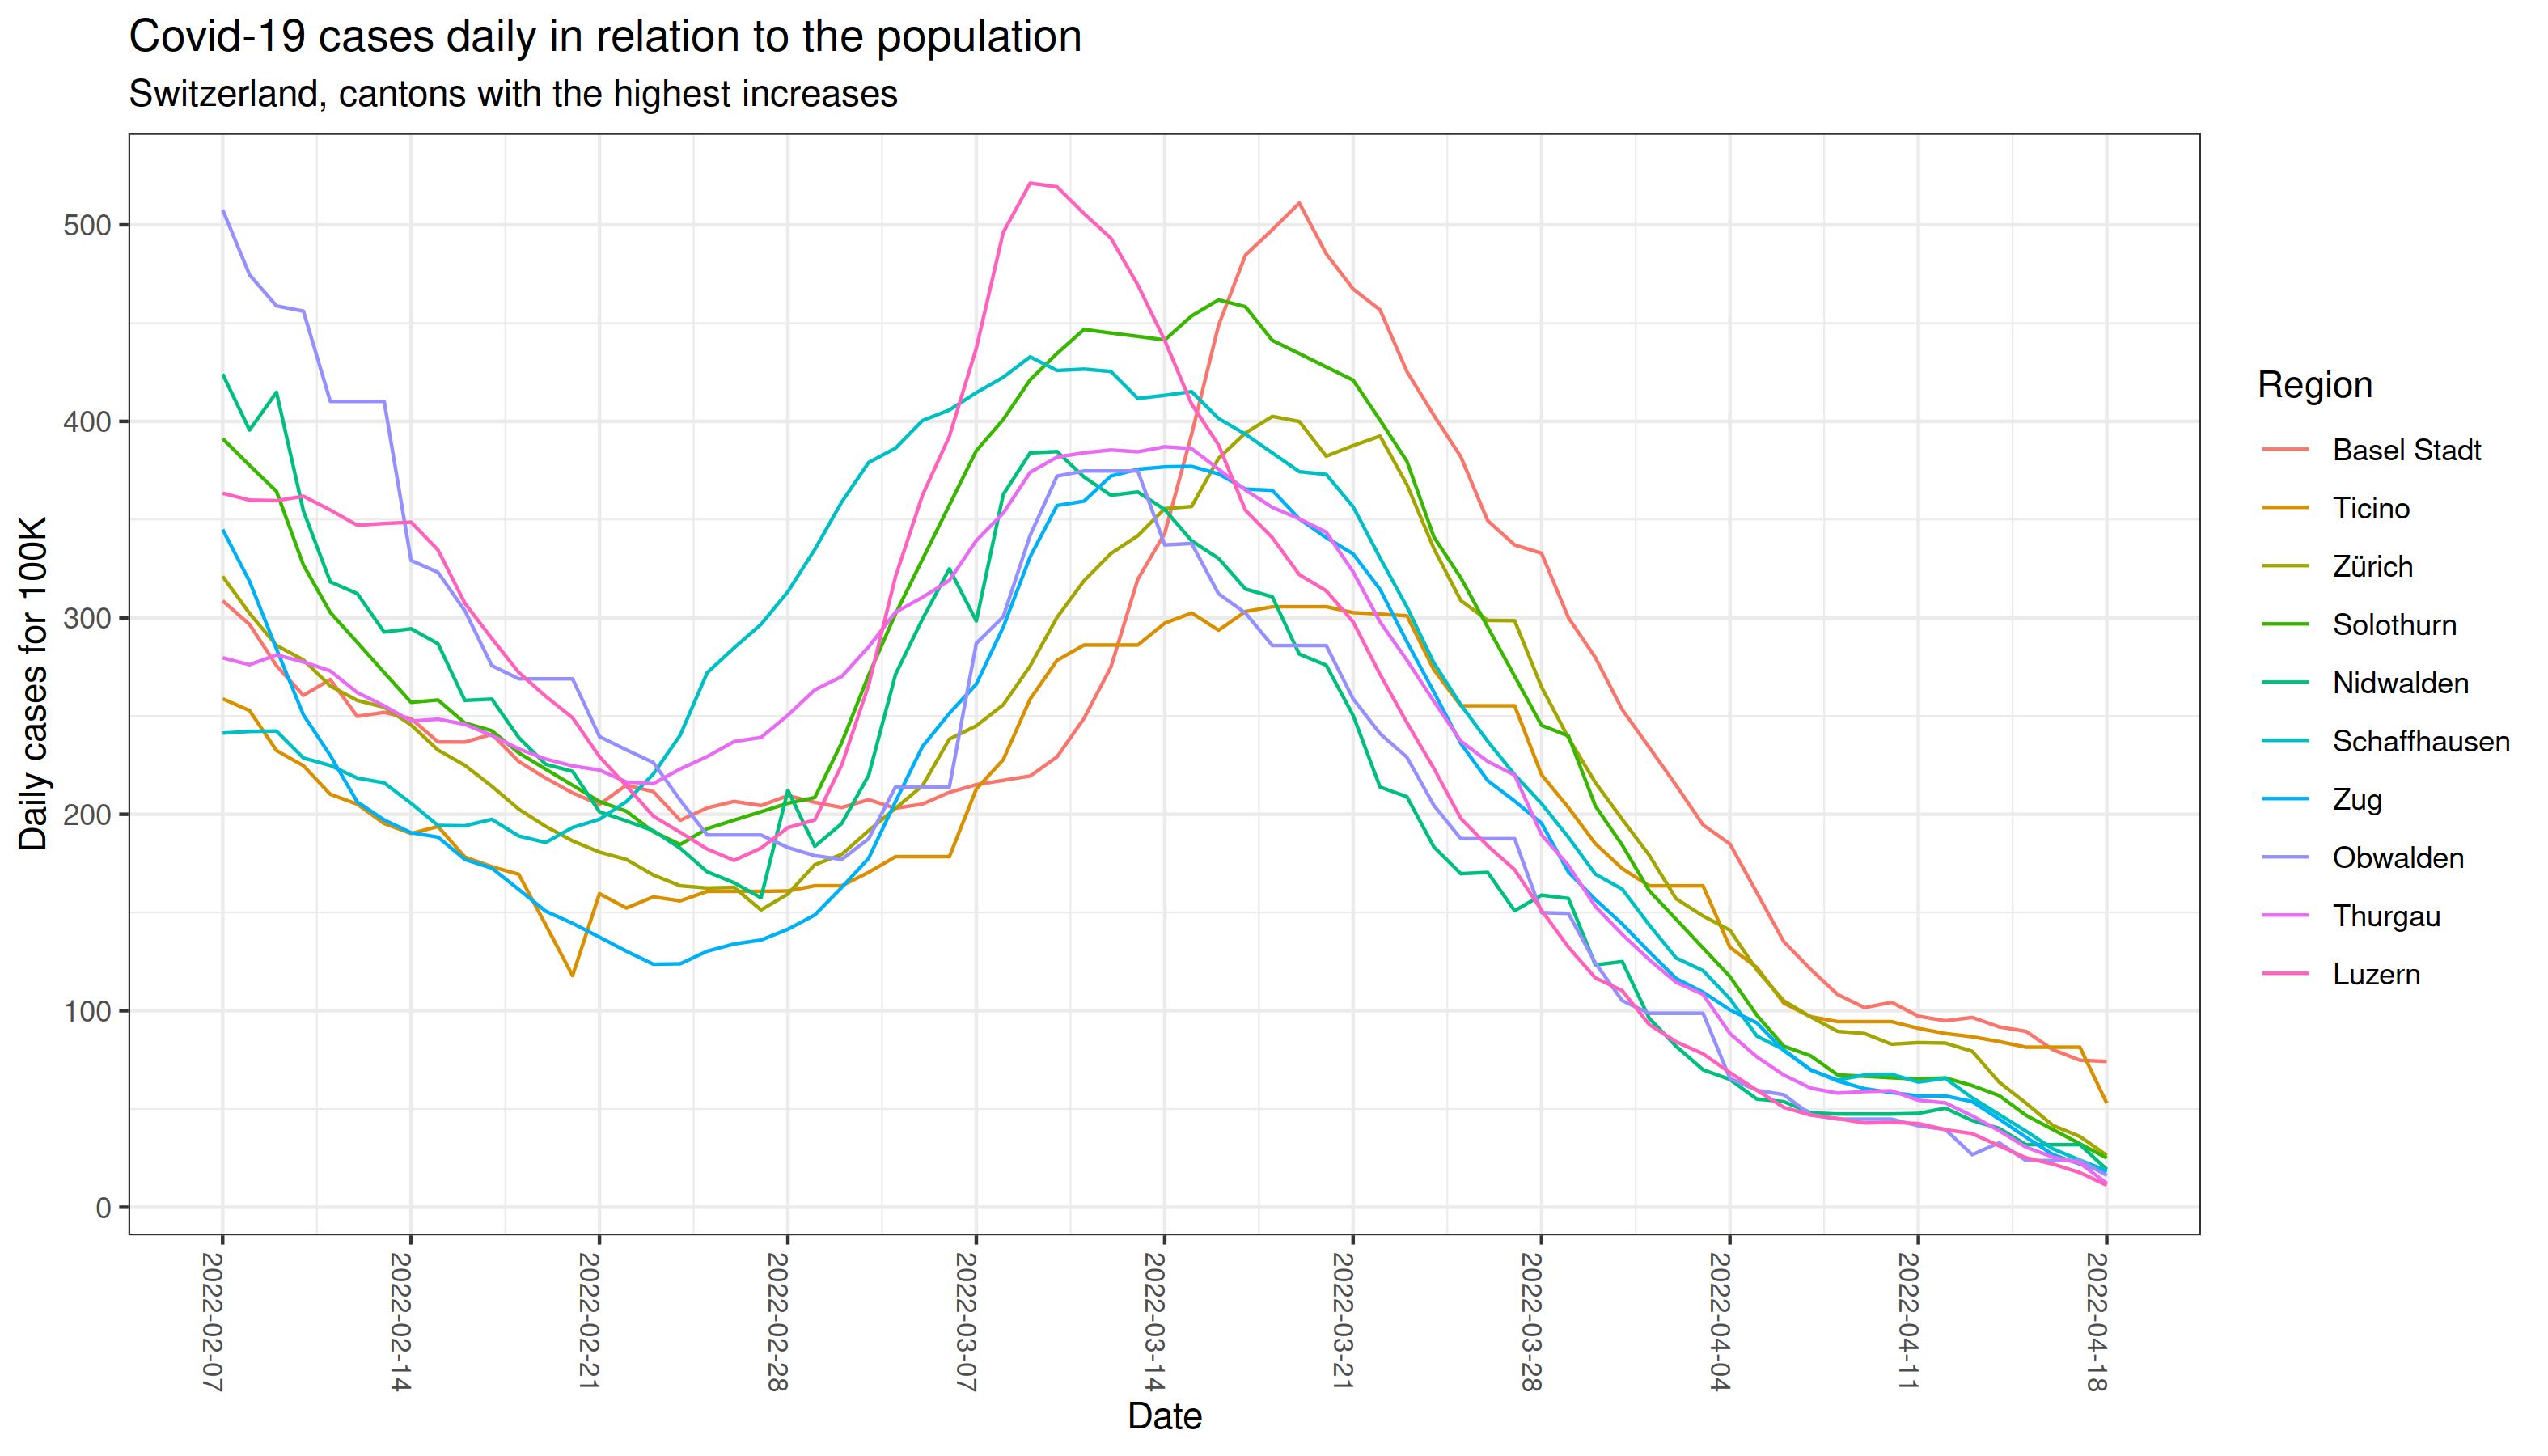 Covid-19 cases daily in relation to the population
Switzerland, cantons with the highest increases
Daily cases for 100K
500
400
300
200
100
0
2022-02-07
2022-02-14
2022-02-21
2022-02-28
2022-03-07
2022-03-14
2022-03-21
2022-03-28
2022-04-04
2022-04-11
2022-04-18
Date
Region
Basel Stadt
Ticino
Zürich
Solothurn
Nidwalden
Schaffhausen
Zug
Obwalden
Thurgau
Luzern